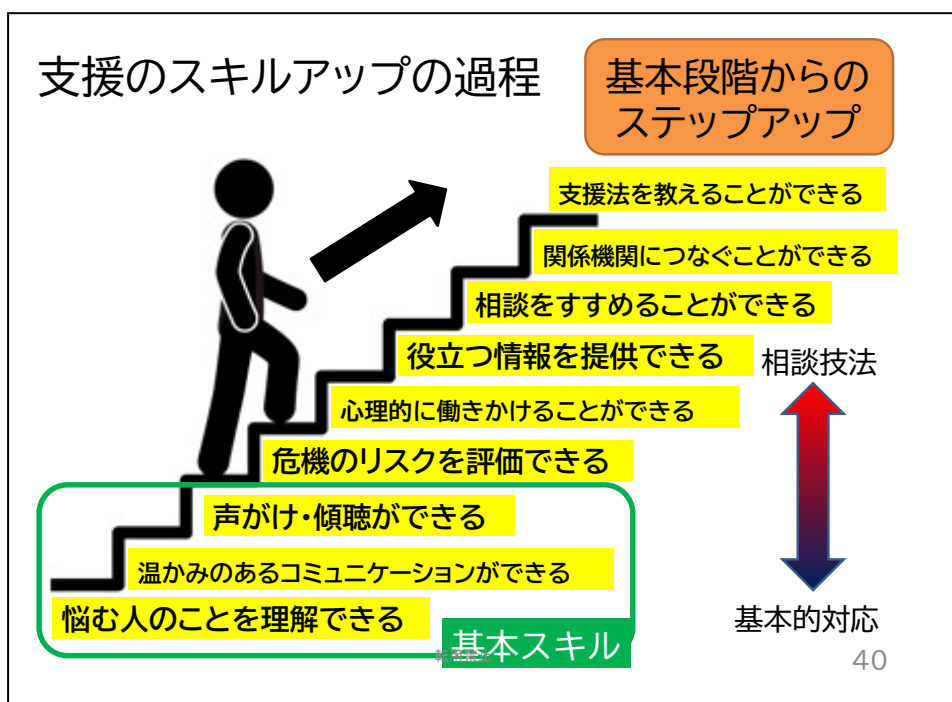 支援のスキルアップの過程
基本段階からの
ステップアップ
支援法を教えることができる
関係機関につなぐことができる
相談をすすめることができる
役立つ情報を提供できる
相談技法
心理的に働きかけることができる
危機のリスクを評価できる
声がけ・傾聴ができる
温かみのあるコミュニケーションができる
悩む人のことを理解できる
基本的対応
基本スキル
40